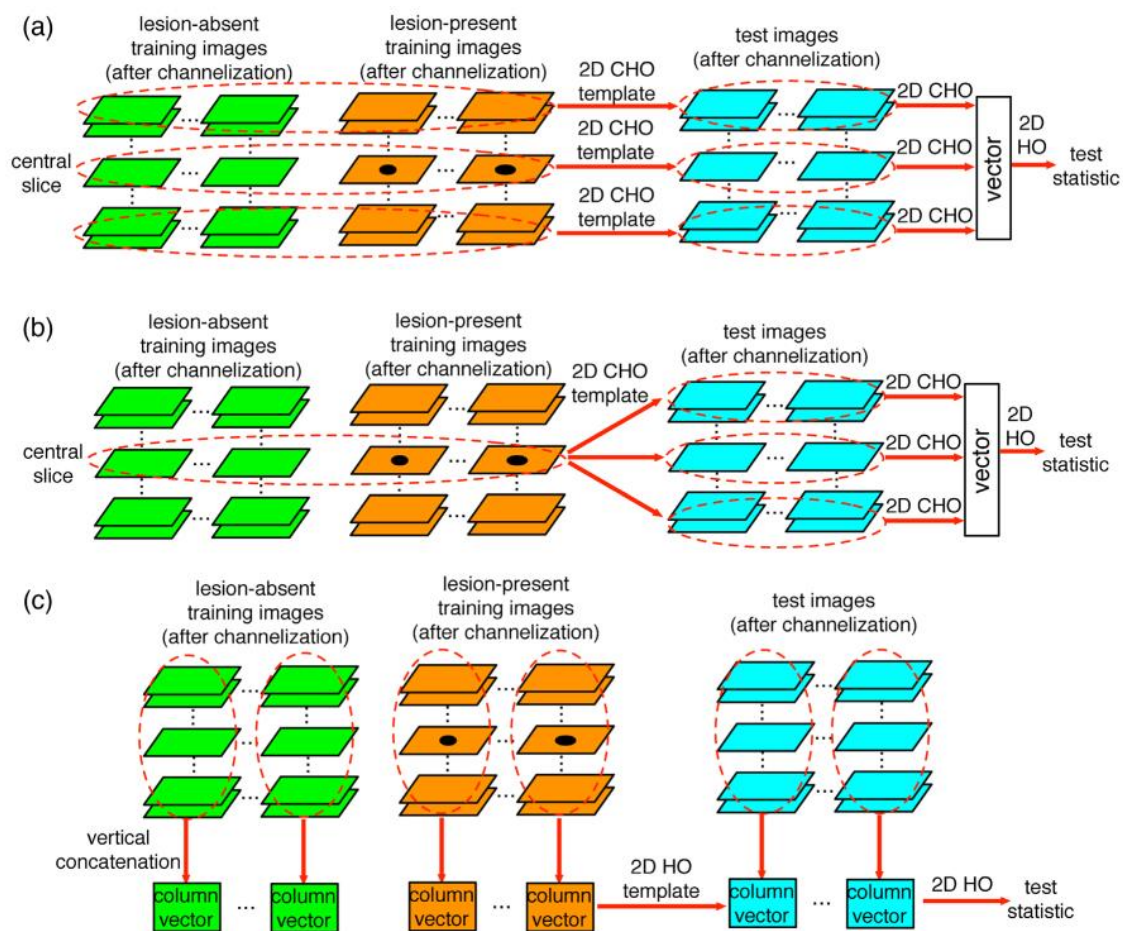 (a)
lesion-absent
training images
(after channelization)
lesion-present
training images
(after channelization)
test images
(after channelization)
2D CHO
template
2D CHO
template
2D CHO
template
central
slice
2D CHO
2D CHO
2D CHO
vector
2D
HO
test
statistic
(b)
lesion-absent
training images
(after channelization)
lesion-present
training images
(after channelization)
test images
(after channelization)
2D CHO
template
central
slice
2D CHO
2D CHO
2D CHO
vector
2D
HO
test
statistic
(c)
lesion-absent
training images
(after channelization)
lesion-present
training images
(after channelization)
test images
(after channelization)
vertical
concatenation
column
vector
column
vector
column
vector
column
vector
2D HO
template
column
vector
column
vector
2D HO
test
statistic